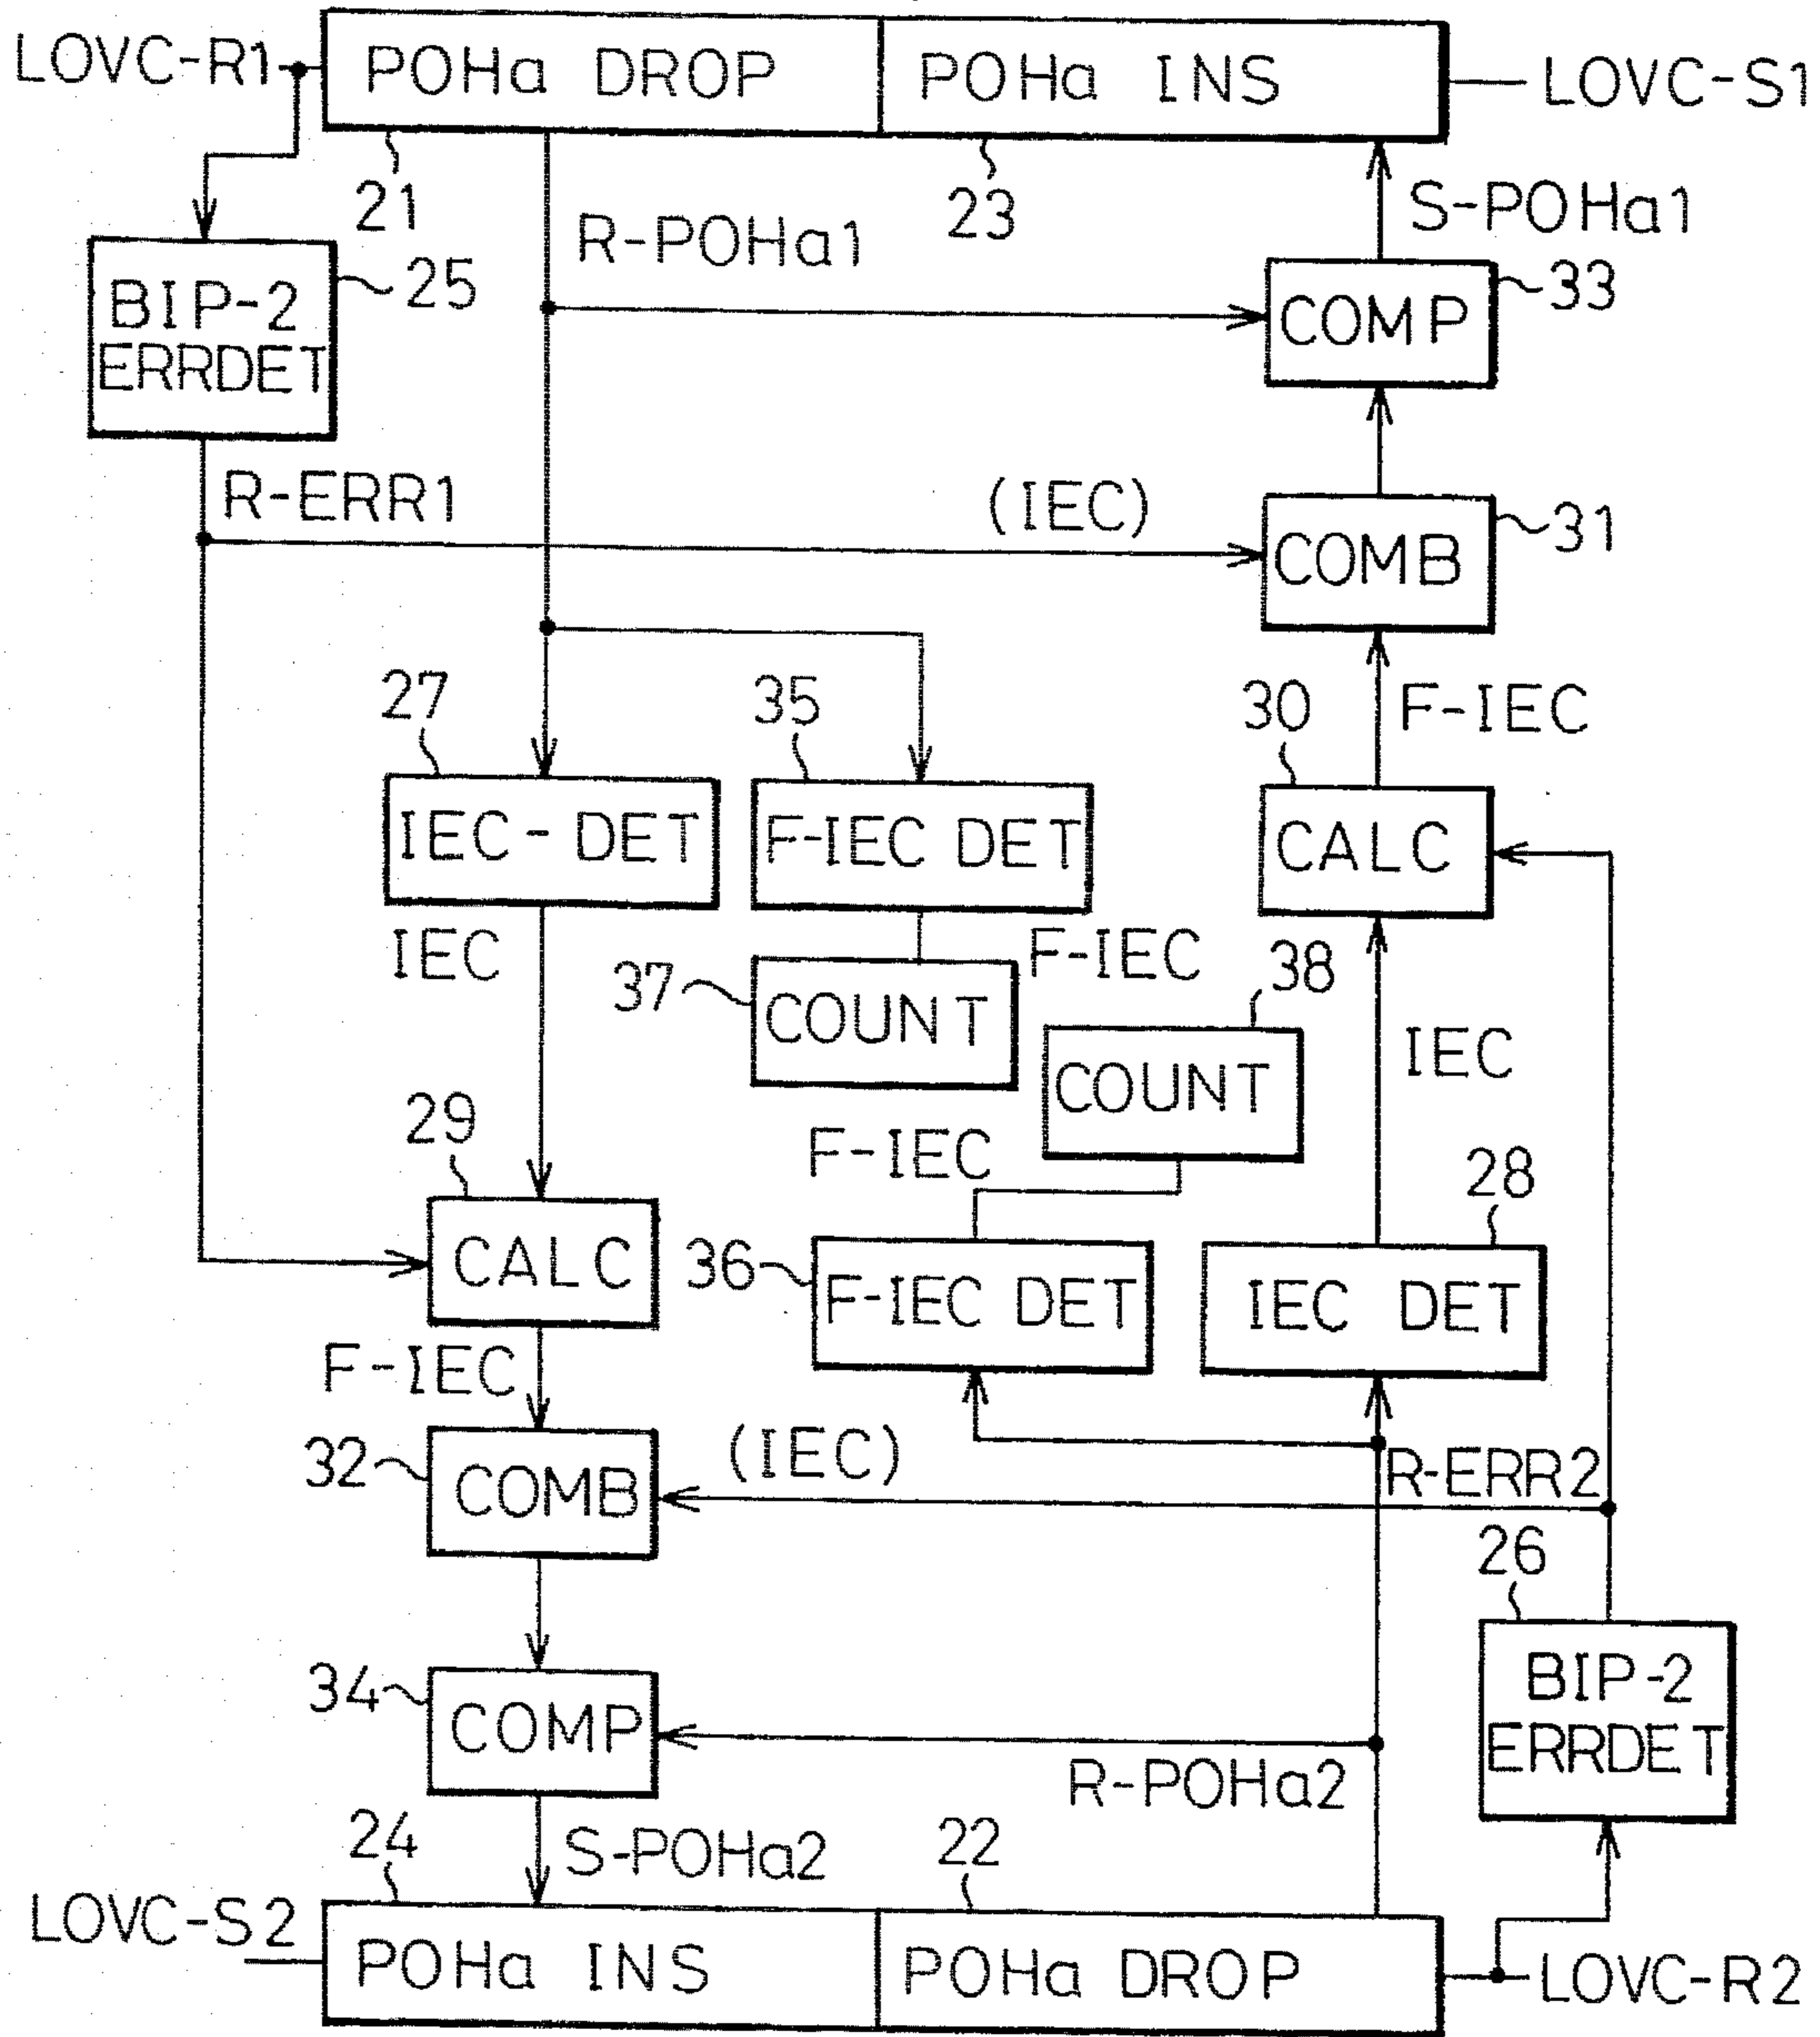 LOVC-R1
POHa DROP
POHa INS
LOVC-S1
21
23
R-POHa1
S-POHa1
BIP-2
ERRDET
25
COMP
33
R-ERR1
(IEC)
COMB
31
27
35
30
F-IEC
IEC-DET
F-IEC DET
CALC
IEC
F-IEC
38
37
COUNT
COUNT
IEC
29
F-IEC
28
CALC
36
F-IEC DET
IEC DET
F-IEC
32
COMB
(IEC)
R-ERR2
26
34
COMP
BIP-2
ERRDET
R-POHa2
24
S-POHa2
22
LOVC-S2
POHa INS
POHa DROP
LOVC-R2